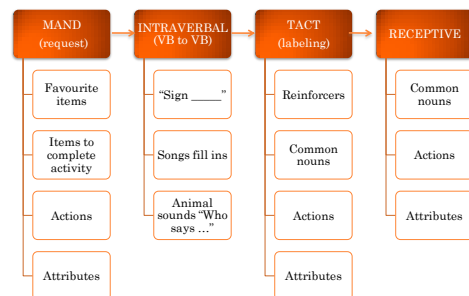 MAND
(request)
Favourite
items
Items to
complete
activity
Actions
Attributes
INTRAVERBAL
(VB to VB)
“Sign _____”
Songs fill ins
Animal
sounds “Who
says …”
TACT
(labeling)
Reinforcers
Common
nouns
Actions
Attributes
RECEPTIVE
Common
nouns
Actions
Attributes